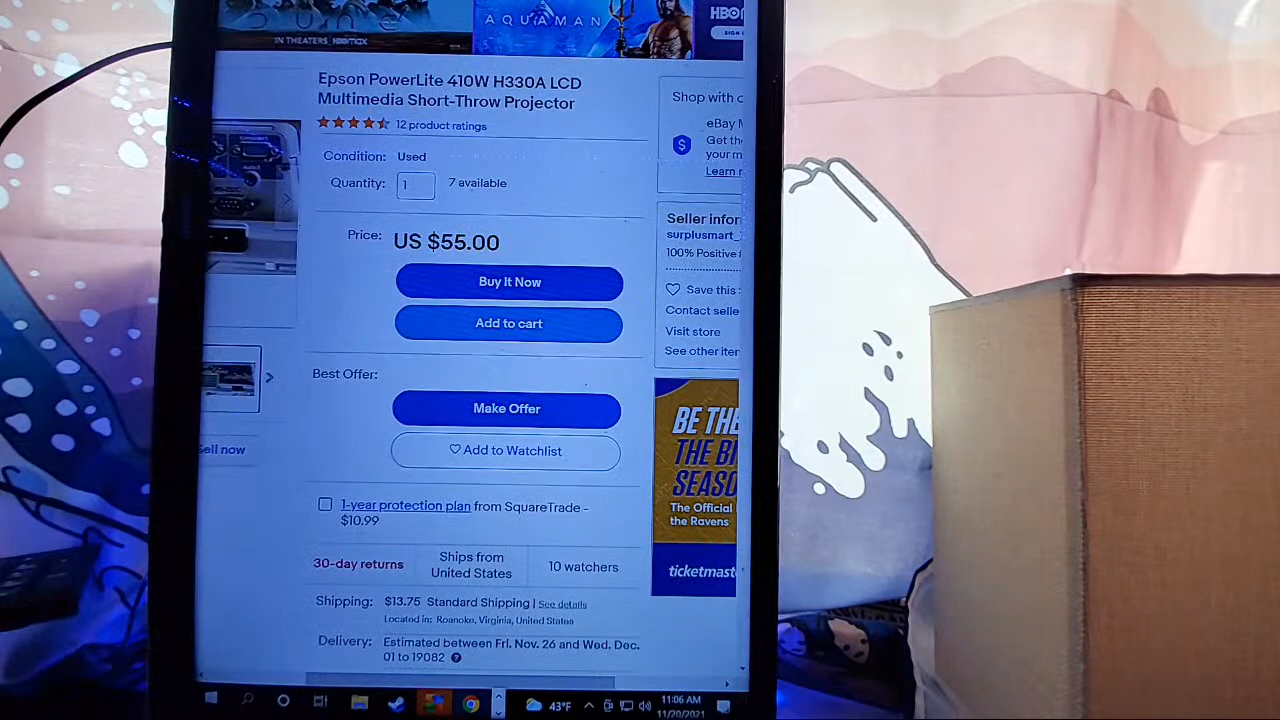 IN THEATERS HBOMAX
AQUAMAN
HBO
SIGN
Epson PowerLite 410W H330A LCD
Multimedia Short-Throw Projector
12 product ratings
Condition: Used
Quantity: 1 7 available
Price: US $55.00
Buy It Now
Add to cart
Best Offer:
Make Offer
Add to Watchlist
1-year protection plan from SquareTrade -
$10.99
30-day returns
Ships from
United States
10 watchers
Shipping: $13.75 Standard Shipping | See details
Located in: Roanoke, Virginia, United States
Delivery: Estimated between Fri. Nov. 26 and Wed. Dec.
01 to 19082
Shop with
eBay
Get th
your m
Learn
Seller infor
surplusmart_
100% Positive
Save this
Contact selle
Visit store
See other iter
BE THE
THE BI
SEASO
The Official
the Ravens
ticketmast
Sell now
43°F
11:06 AM
11/20/2021